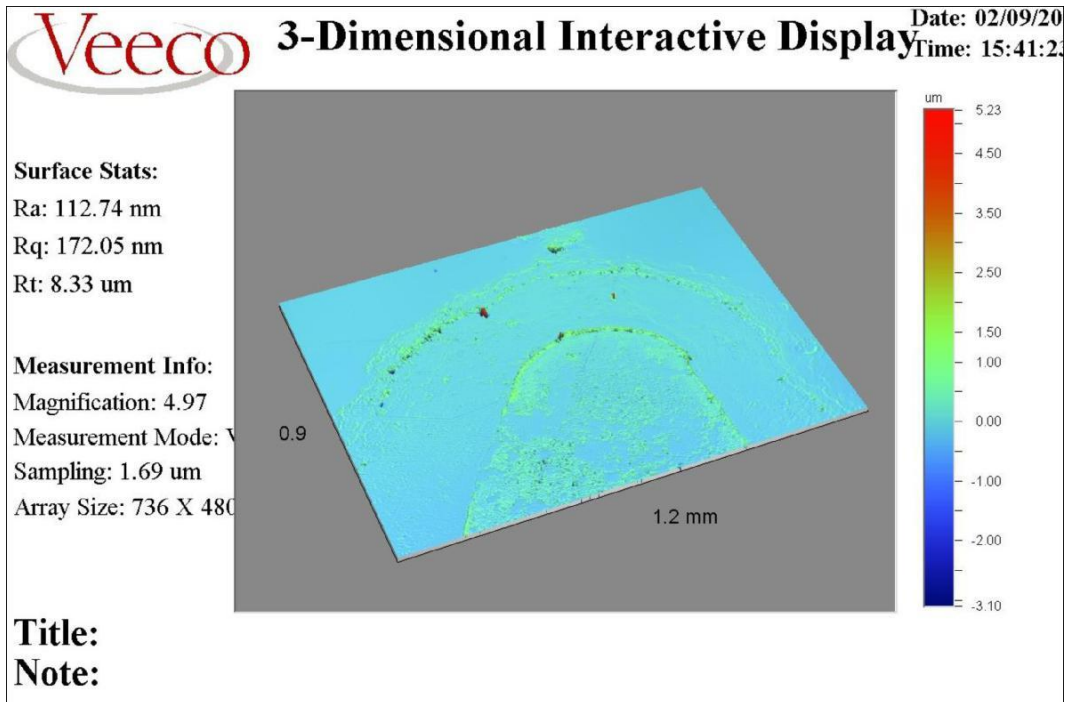 Veeco
3-Dimensional Interactive Display
Date: 02/09/20
Time: 15:41:23
Surface Stats:
Ra: 112.74 nm
Rq: 172.05 nm
Rt: 8.33 um
Measurement Info:
Magnification: 4.97
Measurement Mode:
Sampling: 1.69 um
Array Size: 736 X 480
0.9
1.2 mm
um
5.23
4.50
3.50
2.50
1.50
1.00
0.00
-1.00
-2.00
-3.10
Title:
Note: